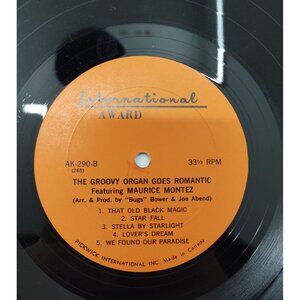 International
AWARD
AK-290-B 33⅓ RPM
(265)
THE GROOVY ORGAN GOES ROMANTIC
Featuring MAURICE MONTEZ
(Arr. & Prod. by "Bugs" Bower & Joe Abend)
1. THAT OLD BLACK MAGIC
2. STAR FALL
3. STELLA BY STARLIGHT
4. LOVER'S DREAM
5. WE FOUND OUR PARADISE
PICKWICK INTERNATIONAL INC. Made in Canada